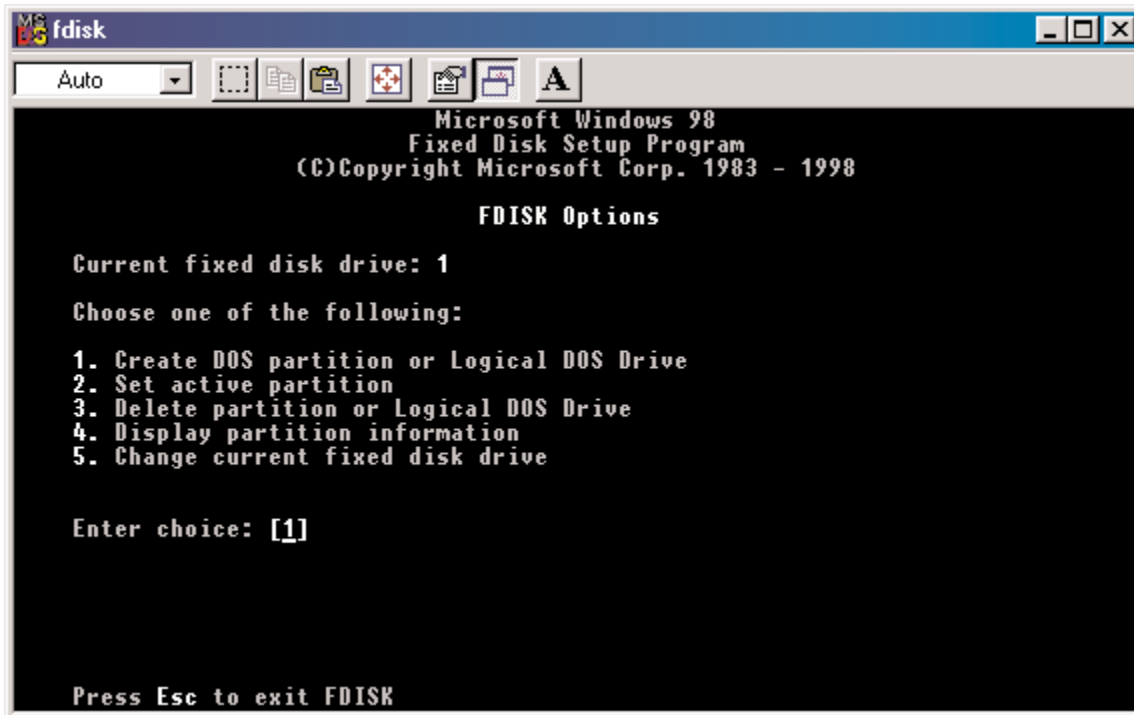 MS
DS
fdisk
Auto
A
Microsoft Windows 98
Fixed Disk Setup Program
(C)Copyright Microsoft Corp. 1983 - 1998
FDISK Options
Current fixed disk drive: 1
Choose one of the following:
1. Create DOS partition or Logical DOS Drive
2. Set active partition
3. Delete partition or Logical DOS Drive
4. Display partition information
5. Change current fixed disk drive
Enter choice: [1]
Press Esc to exit FDISK